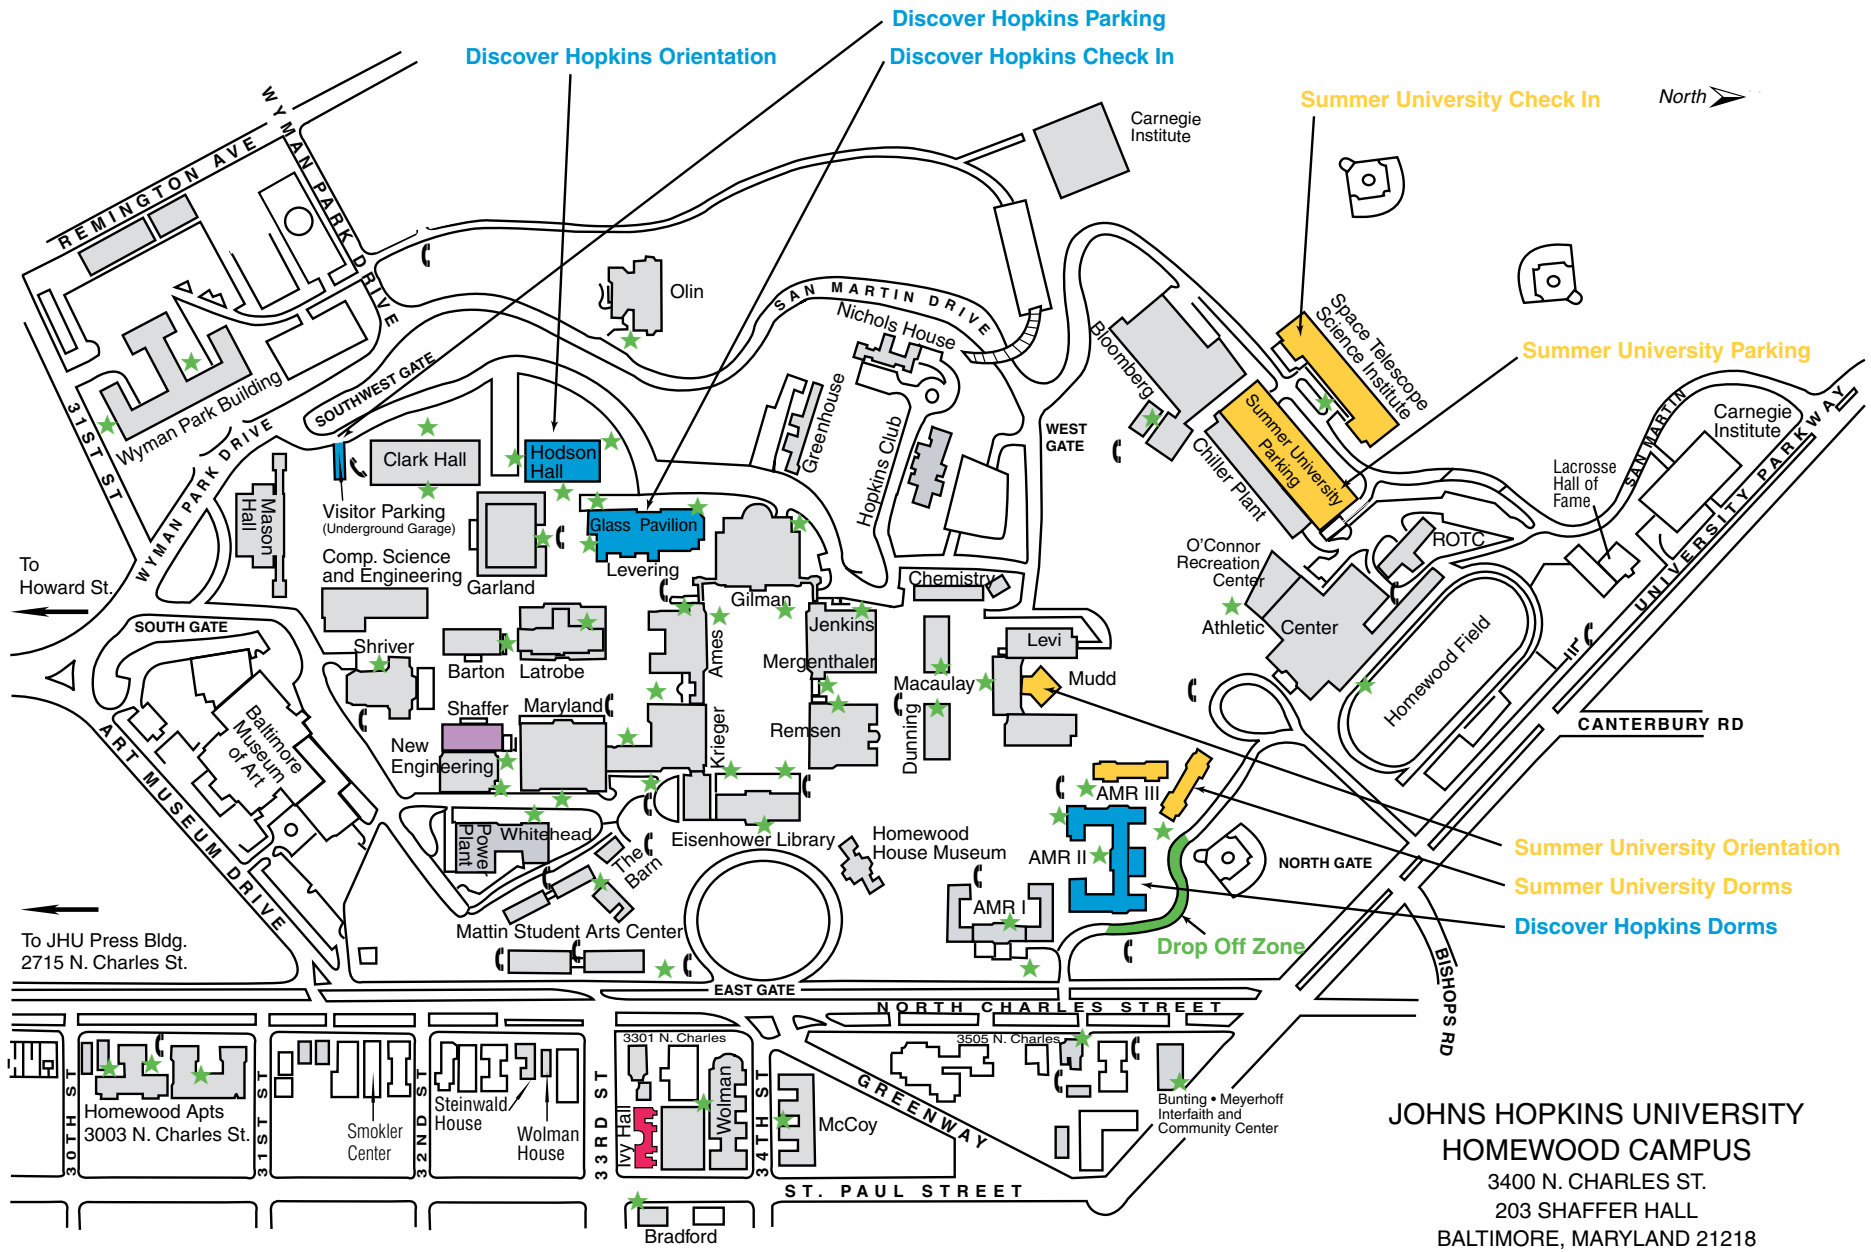 Discover Hopkins Parking
Discover Hopkins Orientation
Discover Hopkins Check In
Summer University Check In
North
Carnegie
Institute
WYMAN PARK DRIVE
REMINGTON AVE
Olin
SAN MARTIN DRIVE
Nichols House
Space Telescope
Science Institute
Bloomberg
Summer University Parking
SOUTHWEST GATE
Greenhouse
Wyman Park Building
31ST ST
WYMAN PARK DRIVE
Summer University
Parking
SAN MARTIN
Carnegie
Institute
UNIVERSITY PARKWAY
WEST
GATE
Hopkins Club
Chiller Plant
Clark Hall
Hodson
Hall
Lacrosse
Hall of
Fame
Mason
Hall
Visitor Parking
(Underground Garage)
Glass Pavilion
Levering
Garland
Comp. Science
and Engineering
ROTC
O'Connor
Recreation
Center
Athletic
Center
To
Howard St.
Chemistry
Gilman
Jenkins
SOUTH GATE
Shriver
Barton
Latrobe
Ames
Mergenthaler
Levi
Mudd
Macaulay
Homewood Field
Shaffer
Maryland
Krieger
Remsen
Dunning
CANTERBURY RD
Baltimore
Museum
of Art
New
Engineering
ART MUSEUM DRIVE
AMR III
Power
Plant
Whitehead
The
Barn
Eisenhower Library
Homewood
House Museum
AMR II
NORTH GATE
Summer University Orientation
Summer University Dorms
Discover Hopkins Dorms
AMR I
Mattin Student Arts Center
Drop Off Zone
To JHU Press Bldg.
2715 N. Charles St.
BISHOPS RD
EAST GATE
NORTH CHARLES STREET
3301 N. Charles
3505 N. Charles
GREENWAY
30TH ST
Homewood Apts
3003 N. Charles St.
31ST ST
Smokler
Center
32ND ST
Steinwald
House
Wolman
House
33RD ST
Ivy Hall
Wolman
34TH ST
McCoy
Bunting • Meyerhoff
Interfaith and
Community Center
ST. PAUL STREET
Bradford
JOHNS HOPKINS UNIVERSITY
HOMEWOOD CAMPUS
3400 N. CHARLES ST.
203 SHAFFER HALL
BALTIMORE, MARYLAND 21218